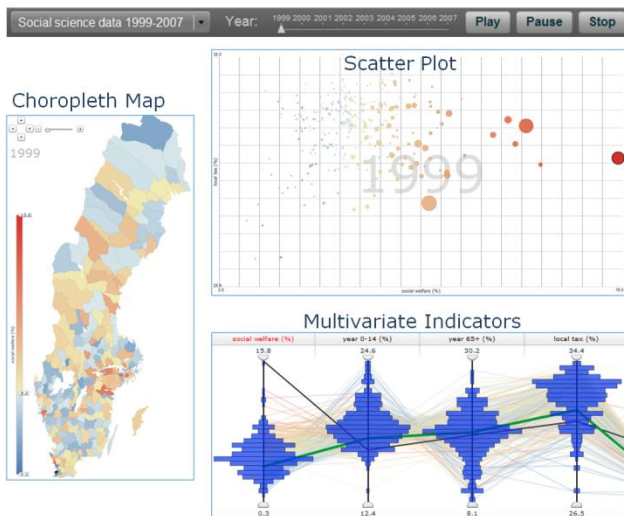 Social science data 1999-2007
Year:
1999 2000 2001 2002 2003 2004 2005 2006 2007
Play
Pause
Stop
Scatter Plot
Choropleth Map
1999
social welfare (%)
local tax (%)
1999
social welfare (%)
Multivariate Indicators
social welfare (%) year 0-14 (%) year 65+ (%) local tax (%)
15.8 24.6 30.2 34.4
0.3 12.4 8.1 26.5